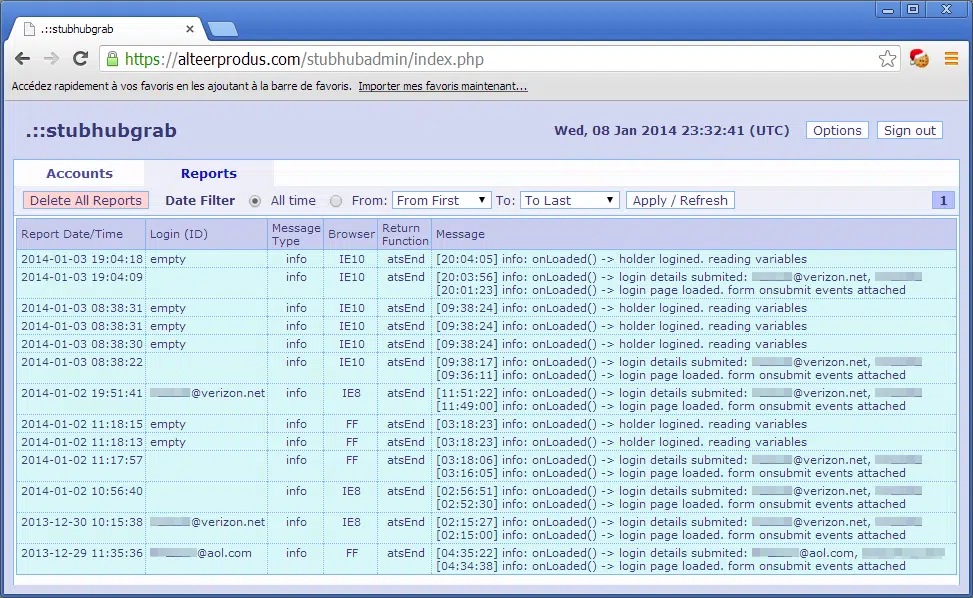 .::stubhubgrab
https://alteerprodus.com/stubhubadmin/index.php
Accédez rapidement à vos favoris en les ajoutant à la barre de favoris. Importer mes favoris maintenant...
.::stubhubgrab Wed, 08 Jan 2014 23:32:41 (UTC) Options Sign out
Accounts Reports
Delete All Reports Date Filter All time From: From First To: To Last Apply / Refresh 1
Report Date/Time Login (ID) Message Type Browser Return Function Message
2014-01-03 19:04:18 empty info IE10 atsEnd [20:04:05] info: onLoaded() -> holder logined. reading variables
2014-01-03 19:04:09 info IE10 atsEnd [20:03:56] info: onLoaded() -> login details submited: @verizon.net,
[20:01:23] info: onLoaded() -> login page loaded. form onsubmit events attached
2014-01-03 08:38:31 empty info IE10 atsEnd [09:38:24] info: onLoaded() -> holder logined. reading variables
2014-01-03 08:38:31 empty info IE10 atsEnd [09:38:24] info: onLoaded() -> holder logined. reading variables
2014-01-03 08:38:30 empty info IE10 atsEnd [09:38:24] info: onLoaded() -> holder logined. reading variables
2014-01-03 08:38:22 info IE10 atsEnd [09:38:17] info: onLoaded() -> login details submited: @verizon.net,
[09:36:11] info: onLoaded() -> login page loaded. form onsubmit events attached
2014-01-02 19:51:41 @verizon.net info IE8 atsEnd [11:51:22] info: onLoaded() -> login details submited: @verizon.net,
[11:49:00] info: onLoaded() -> login page loaded. form onsubmit events attached
2014-01-02 11:18:15 empty info FF atsEnd [03:18:23] info: onLoaded() -> holder logined. reading variables
2014-01-02 11:18:13 empty info FF atsEnd [03:18:23] info: onLoaded() -> holder logined. reading variables
2014-01-02 11:17:57 info FF atsEnd [03:18:06] info: onLoaded() -> login details submited: @verizon.net,
[03:16:05] info: onLoaded() -> login page loaded. form onsubmit events attached
2014-01-02 10:56:40 info IE8 atsEnd [02:56:51] info: onLoaded() -> login details submited: @verizon.net,
[02:52:30] info: onLoaded() -> login page loaded. form onsubmit events attached
2013-12-30 10:15:38 @verizon.net info IE8 atsEnd [02:15:27] info: onLoaded() -> login details submited: @verizon.net,
[02:15:00] info: onLoaded() -> login page loaded. form onsubmit events attached
2013-12-29 11:35:36 @aol.com info FF atsEnd [04:35:22] info: onLoaded() -> login details submited: @aol.com,
[04:34:38] info: onLoaded() -> login page loaded. form onsubmit events attached